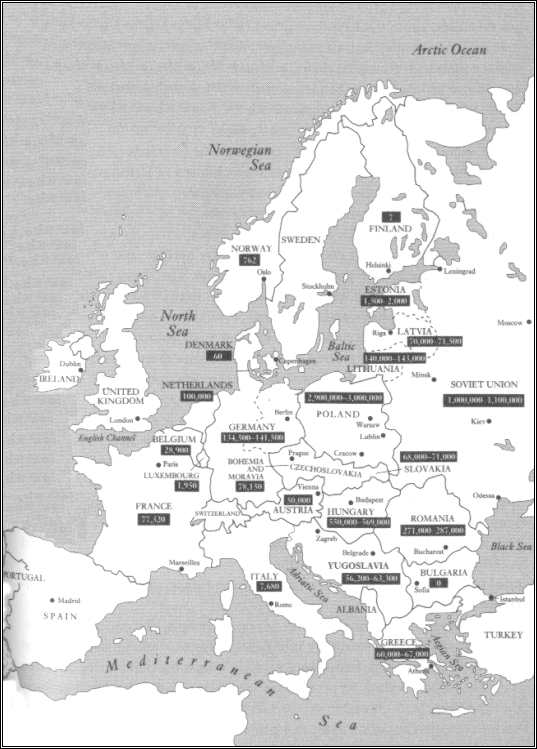 Arctic Ocean
Norwegian
Sea
7
FINLAND
NORWAY
762
SWEDEN
Oslo
Helsinki
Leningrad
Stockholm
ESTONIA
1,500–2,000
North
Sea
Moscow
Riga
LATVIA
70,000–71,500
DENMARK
60
Copenhagen
Baltic
Sea
140,000–143,000
LITHUANIA
Minsk
Dublin
IRELAND
UNITED
KINGDOM
London
NETHERLANDS
100,000
SOVIET UNION
1,000,000–1,100,000
Kiev
2,900,000–3,000,000
POLAND
Warsaw
Lublin
Cracow
Berlin
GERMANY
134,500–141,500
English Channel
BELGIUM
28,900
Paris
LUXEMBOURG
1,950
Prague
BOHEMIA
AND
MORAVIA
78,150
CZECHOSLOVAKIA
68,000–71,000
SLOVAKIA
FRANCE
77,320
SWITZERLAND
Vienna
50,000
AUSTRIA
Budapest
HUNGARY
550,000–569,000
Odessa
ROMANIA
271,000–287,000
Bucharest
Black Sea
Zagreb
Belgrade
YUGOSLAVIA
56,200–63,300
BULGARIA
0
Sofia
Istanbul
Marseilles
ITALY
7,680
Rome
Adriatic Sea
ALBANIA
PORTUGAL
Madrid
SPAIN
TURKEY
GREECE
60,000–67,000
Athens
Aegean Sea
Mediterranean
Sea